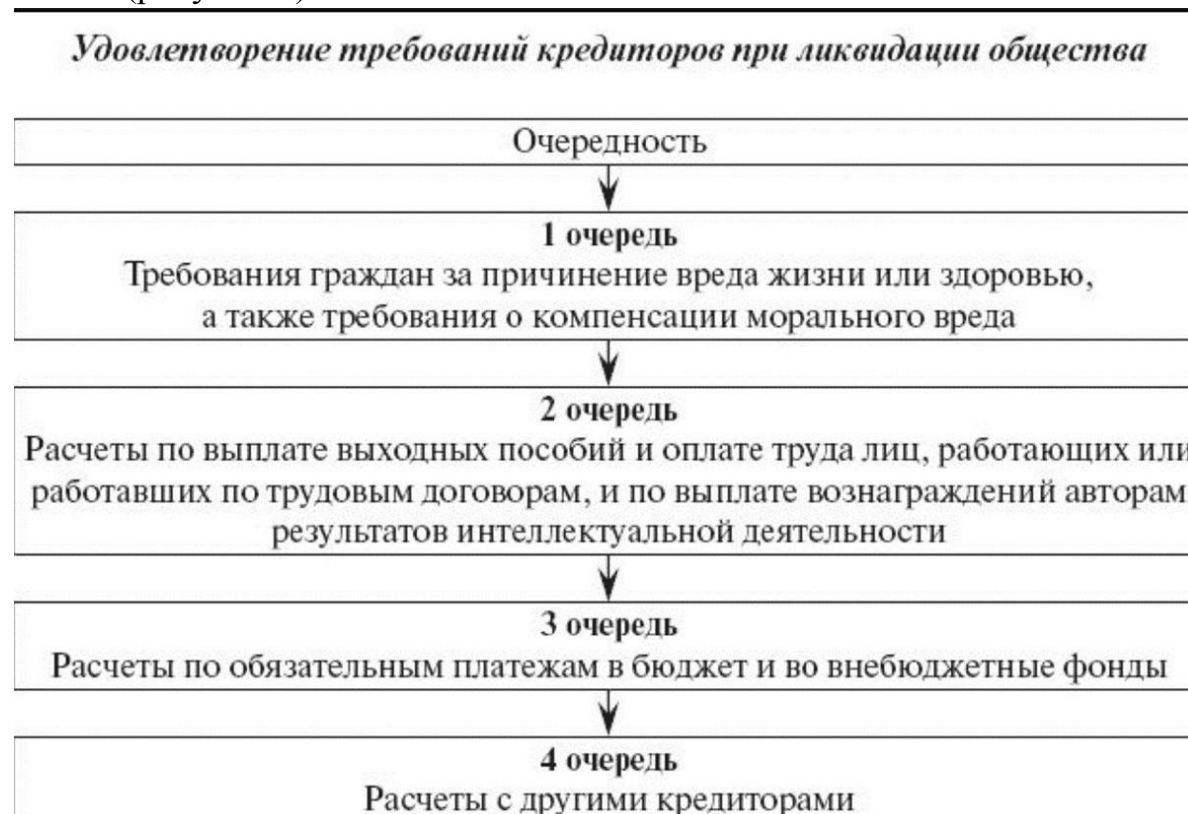 Удовлетворение требований кредиторов при ликвидации общества
Очередность
1 очередь
Требования граждан за причинение вреда жизни или здоровью,
а также требования о компенсации морального вреда
2 очередь
Расчеты по выплате выходных пособий и оплате труда лиц, работающих или
работавших по трудовым договорам, и по выплате вознаграждений авторам
результатов интеллектуальной деятельности
3 очередь
Расчеты по обязательным платежам в бюджет и во внебюджетные фонды
4 очередь
Расчеты с другими кредиторами